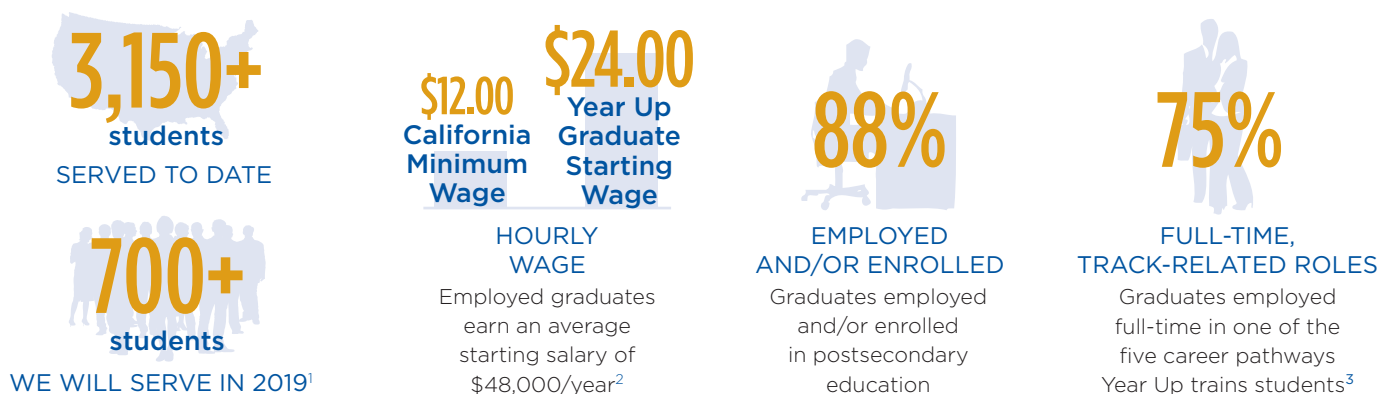 3,150+
students
SERVED TO DATE
700+
students
WE WILL SERVE IN 2019¹
$12.00
California
Minimum
Wage
$24.00
Year Up
Graduate
Starting
Wage
HOURLY
WAGE
Employed graduates
earn an average
starting salary of
$48,000/year²
88%
EMPLOYED
AND/OR ENROLLED
Graduates employed
and/or enrolled
in postsecondary
education
75%
FULL-TIME,
TRACK-RELATED ROLES
Graduates employed
full-time in one of the
five career pathways
Year Up trains students³